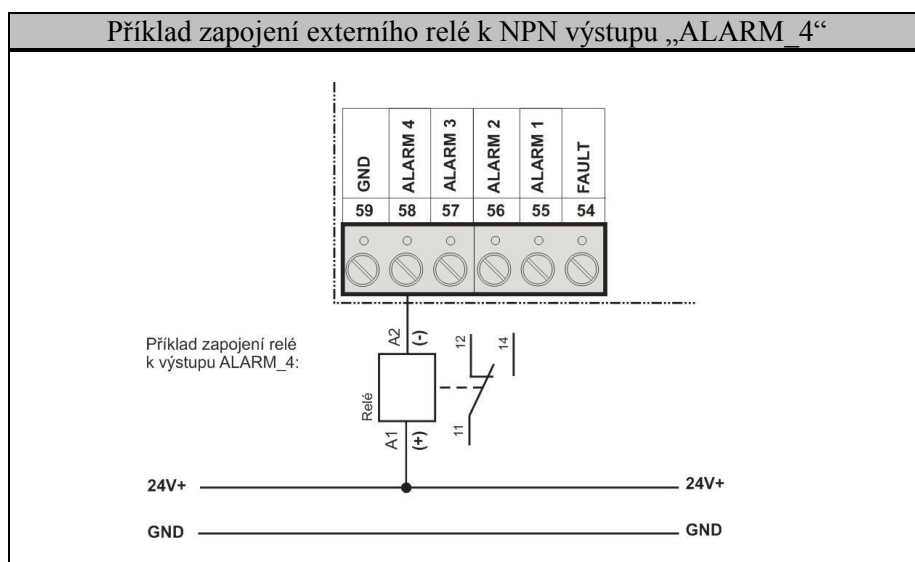 Příklad zapojení externího relé k NPN výstupu „ALARM_4“
GND
ALARM 4
ALARM 3
ALARM 2
ALARM 1
FAULT
59 58 57 56 55 54
Příklad zapojení relé
k výstupu ALARM_4:
A2
(-)
12
14
Relé
A1
(+)
11
24V+ 24V+
GND GND